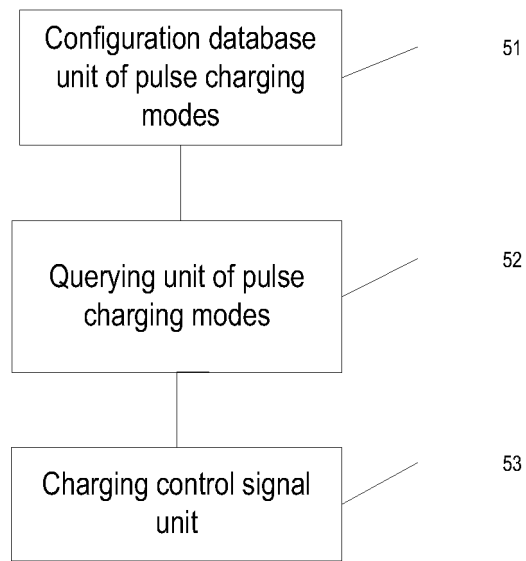 Configuration database
unit of pulse charging
modes
51
Querying unit of pulse
charging modes
52
Charging control signal
unit
53